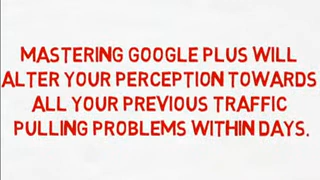 MASTERING GOOGLE PLUS WILL
ALTER YOUR PERCEPTION TOWARDS
ALL YOUR PREVIOUS TRAFFIC
PULLING PROBLEMS WITHIN DAYS.